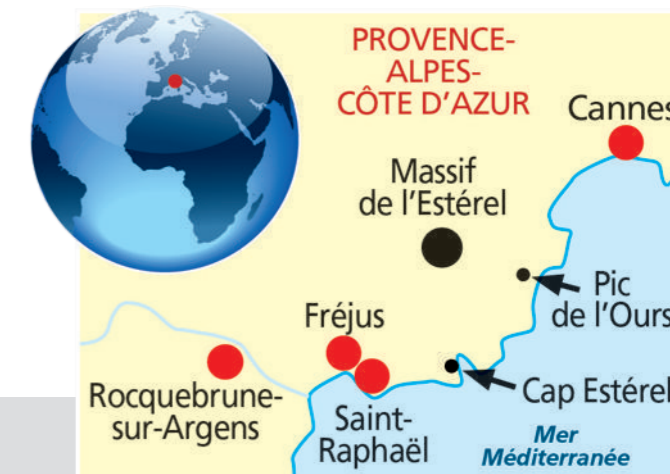 PROVENCE-
ALPES-
CÔTE D'AZUR
Cannes
Massif
de l'Estérel
Pic
de l'Ours
Fréjus
Rocquebrune-
sur-Argens
Saint-
Raphaël
Cap Estérel
Mer
Méditerranée